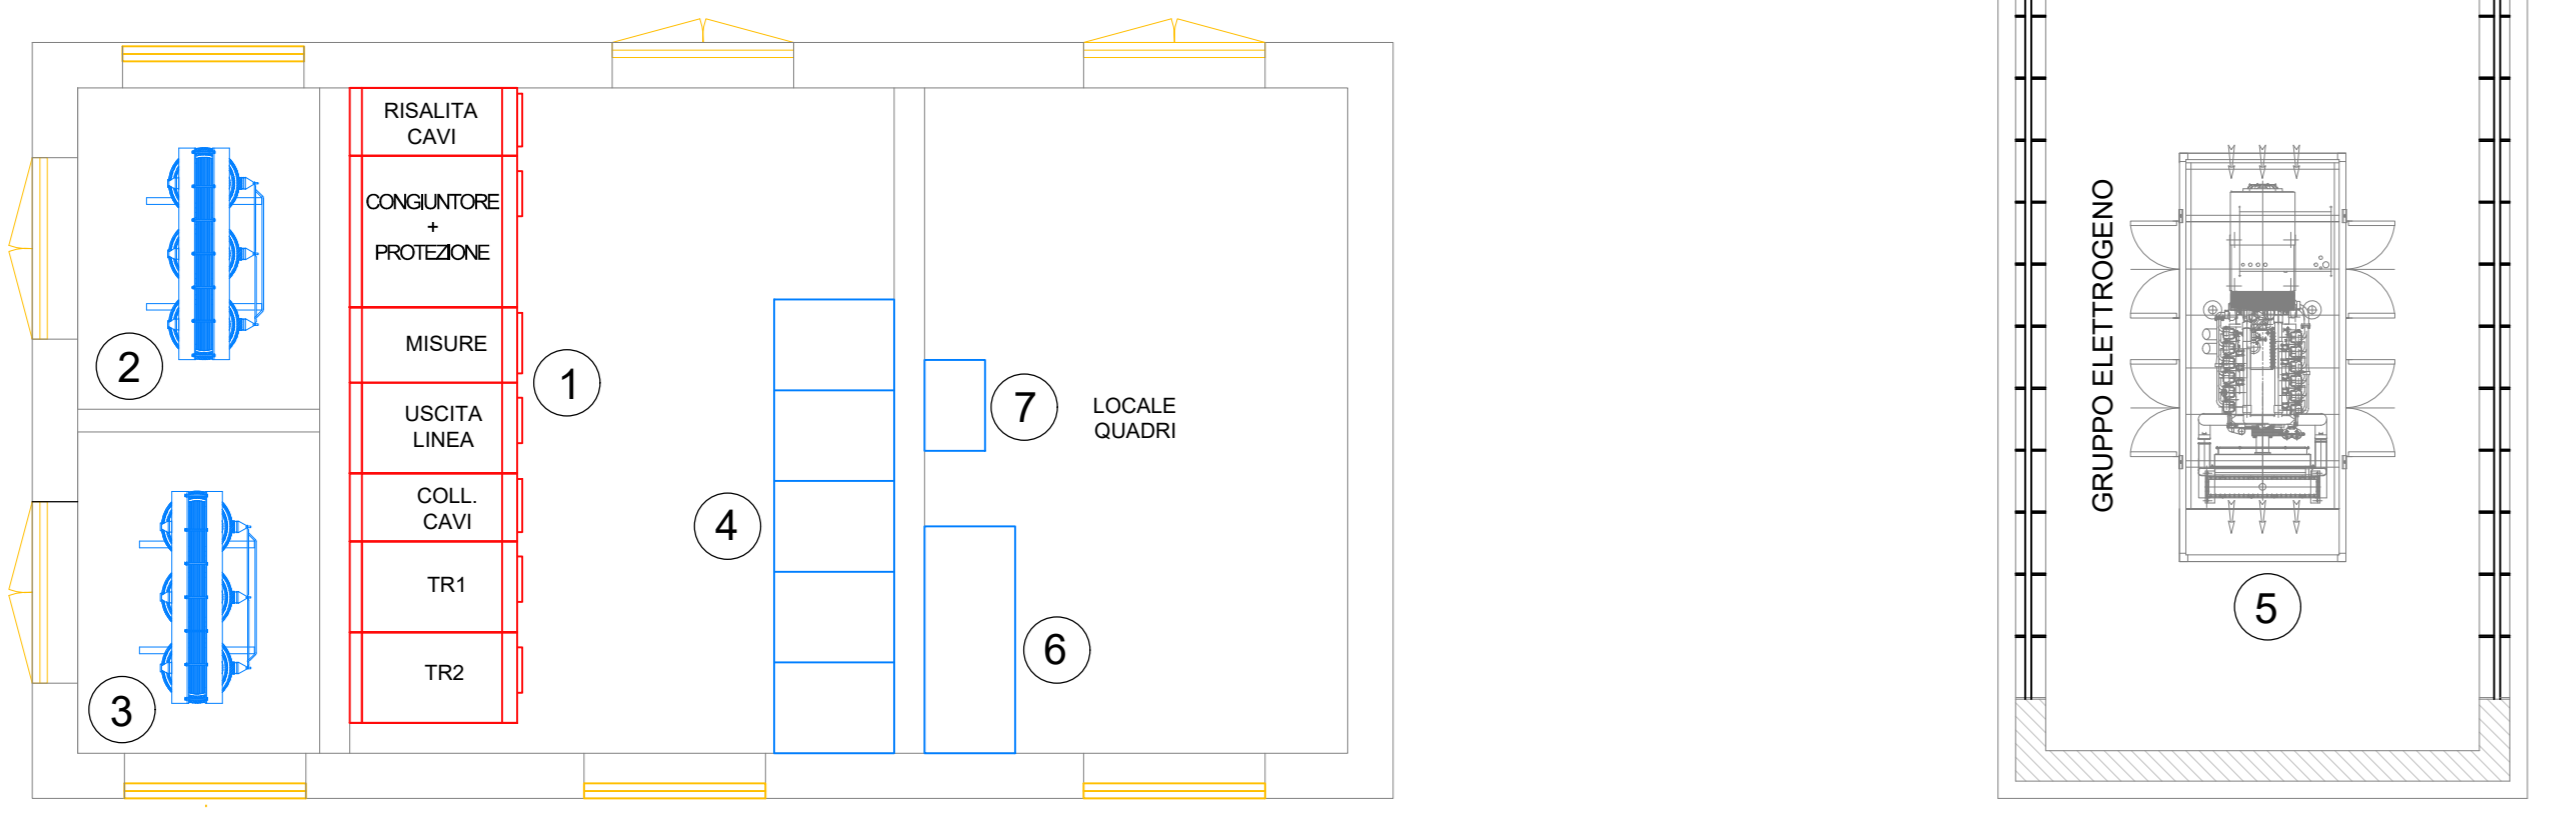 RISALITA
CAVI
CONGIUNTORE
+
PROTEZIONE
MISURE
USCITA
LINEA
COLL.
CAVI
TR1
TR2
1
2
3
4
7
LOCALE
QUADRI
6
GRUPPO ELETTROGENO
5